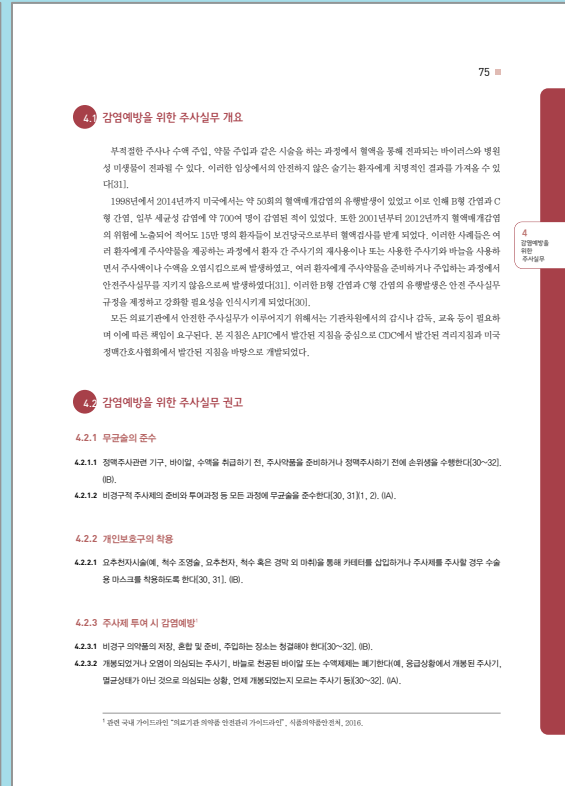 75
4.1 감염예방을 위한 주사실무 개요
부적절한 주사나 수액 주입, 약물 주입과 같은 시술을 하는 과정에서 혈액을 통해 전파되는 바이러스와 병원
성 미생물이 전파될 수 있다. 이러한 임상에서의 안전하지 않은 술기는 환자에게 치명적인 결과를 가져올 수 있
다[31].
1998년에서 2014년까지 미국에서는 약 50회의 혈액매개감염의 유행발생이 있었고 이로 인해 B형 간염과 C
형 간염, 일부 세균성 감염에 약 700여 명이 감염된 적이 있었다. 또한 2001년부터 2012년까지 혈액매개감염
의 위험에 노출되어 적어도 15만 명의 환자들이 보건당국으로부터 혈액검사를 받게 되었다. 이러한 사례들은 여
러 환자에게 주사약물을 제공하는 과정에서 환자 간 주사기의 재사용이나 또는 사용한 주사기와 바늘을 사용하
면서 주사액이나 수액을 오염시킴으로써 발생하였고, 여러 환자에게 주사약물을 준비하거나 주입하는 과정에서
안전주사실무를 지키지 않음으로써 발생하였다[31]. 이러한 B형 간염과 C형 간염의 유행발생은 안전 주사실무
규정을 제정하고 강화할 필요성을 인식시키게 되었다[30].
모든 의료기관에서 안전한 주사실무가 이루어지기 위해서는 기관차원에서의 감시나 감독, 교육 등이 필요하
며 이에 따른 책임이 요구된다. 본 지침은 APIC에서 발간된 지침을 중심으로 CDC에서 발간된 격리지침과 미국
정맥간호사협회에서 발간된 지침을 바탕으로 개발되었다.
4
감염예방을
위한
주사실무
4.2 감염예방을 위한 주사실무 권고
4.2.1 무균술의 준수
4.2.1.1 정맥주사관련 기구, 바이알, 수액을 취급하기 전, 주사약품을 준비하거나 정맥주사하기 전에 손위생을 수행한다[30~32].
(IB).
4.2.1.2 비경구적 주사제의 준비와 투여과정 등 모든 과정에 무균술을 준수한다[30, 31](1, 2). (IA).
4.2.2 개인보호구의 착용
4.2.2.1 요추천자시술(예, 척수 조영술, 요추천자, 척수 혹은 경막 외 마취)을 통해 카테터를 삽입하거나 주사제를 주사할 경우 수술
용 마스크를 착용하도록 한다[30, 31]. (IB).
4.2.3 주사제 투여 시 감염예방¹
4.2.3.1 비경구 의약품의 저장, 혼합 및 준비, 주입하는 장소는 청결해야 한다[30~32]. (IB).
4.2.3.2 개봉되었거나 오염이 의심되는 주사기, 바늘로 천공된 바이알 또는 수액제제는 폐기한다(예, 응급상황에서 개봉된 주사기,
멸균상태가 아닌 것으로 의심되는 상황, 언제 개봉되었는지 모르는 주사기 등)[30~32]. (IA).
¹ 관련 국내 가이드라인 “의료기관 의약품 안전관리 가이드라인”, 식품의약품안전처, 2016.